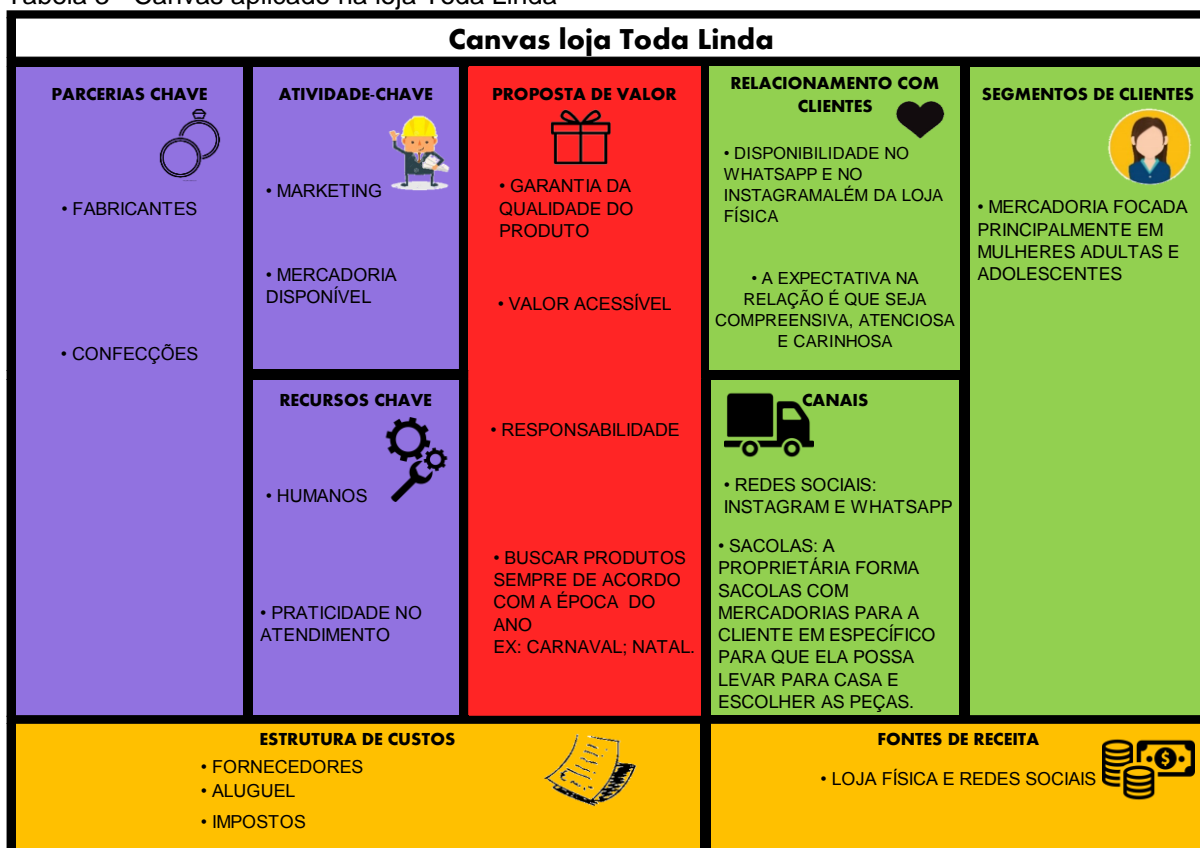 Canvas loja Toda Linda
PARCERIAS CHAVE
• FABRICANTES
• CONFECÇÕES
ATIVIDADE-CHAVE
• MARKETING
• MERCADORIA
DISPONÍVEL
RECURSOS CHAVE
• HUMANOS
• PRATICIDADE NO
ATENDIMENTO
PROPOSTA DE VALOR
• GARANTIA DA
QUALIDADE DO
PRODUTO
• VALOR ACESSÍVEL
• RESPONSABILIDADE
• BUSCAR PRODUTOS
SEMPRE DE ACORDO
COM A ÉPOCA DO
ANO
EX: CARNAVAL; NATAL.
RELACIONAMENTO COM
CLIENTES
• DISPONIBILIDADE NO
WHATSAPP E NO
INSTAGRAMALÉM DA LOJA
FÍSICA
• A EXPECTATIVA NA
RELAÇÃO É QUE SEJA
COMPREENSIVA, ATENCIOSA
E CARINHOSA
CANAIS
• REDES SOCIAIS:
INSTAGRAM E WHATSAPP
• SACOLAS: A
PROPRIETÁRIA FORMA
SACOLAS COM
MERCADORIAS PARA A
CLIENTE EM ESPECÍFICO
PARA QUE ELA POSSA
LEVAR PARA CASA E
ESCOLHER AS PEÇAS.
SEGMENTOS DE CLIENTES
• MERCADORIA FOCADA
PRINCIPALMENTE EM
MULHERES ADULTAS E
ADOLESCENTES
ESTRUTURA DE CUSTOS
• FORNECEDORES
• ALUGUEL
• IMPOSTOS
FONTES DE RECEITA
• LOJA FÍSICA E REDES SOCIAIS